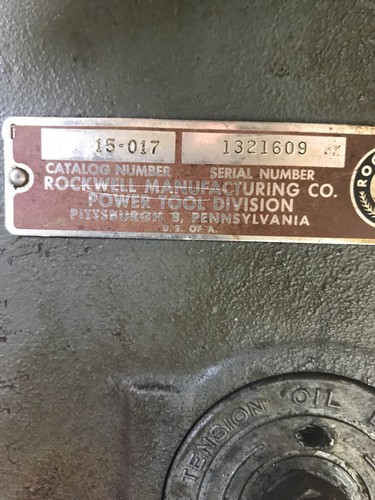 15-017 1321609
CATALOG NUMBER SERIAL NUMBER
ROCKWELL MANUFACTURING CO.
POWER TOOL DIVISION
PITTSBURGH 8, PENNSYLVANIA
U.S. OF A.
TENSION OIL